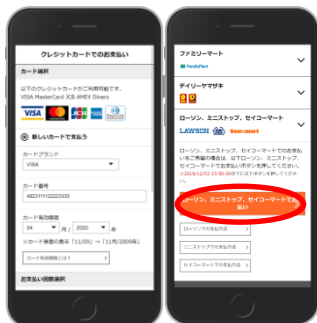 クレジットカードでのお支払い
カード選択
以下のクレジットカードがご利用可能です。
VISA MasterCard JCB AMEX Diners
VISA
新しいカードで支払う
カードブランド
VISA
カード番号
カード有効期限
04 月 / 2020 年
※カード表面の表示「11/09」→「11月/2009年」
カード有効期限とは？
お支払い回数選択
ファミリーマート
FamilyMart
デイリーヤマザキ
ローソン、ミニストップ、セイコーマート
LAWSON Seicomart
ローソン、ミニストップ、セイコーマートでのお支払いをご希望の場合は、以下ローソン、ミニストップ、
セイコーマートでお支払いボタンを押してください。
ローソン、ミニストップ、セイコーマートでお
払い
ローソンでの支払方法
ミニストップでの支払方法
セイコーマートでの支払方法